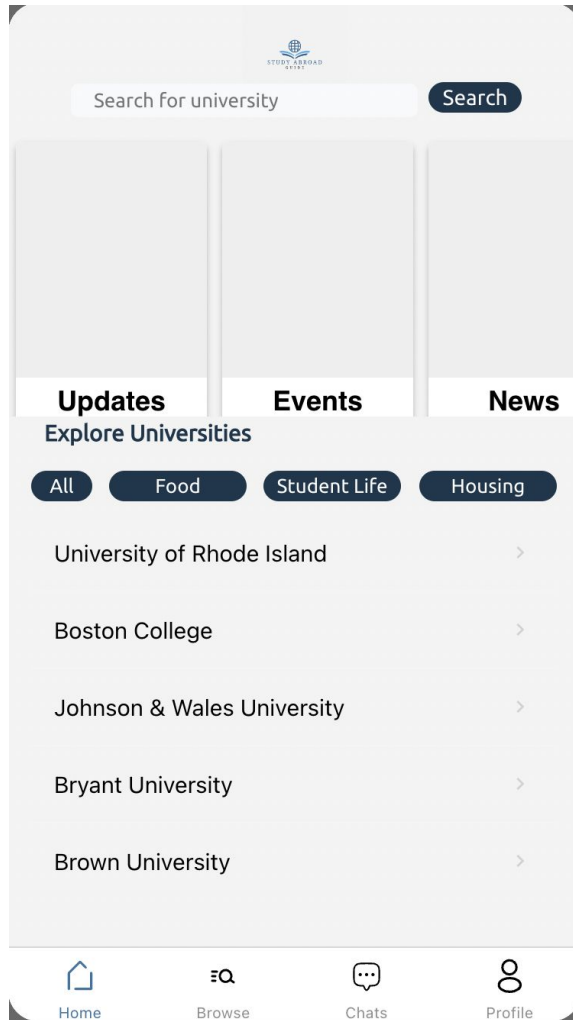 STUDY ABROAD
GUIDE
Search for university Search
Updates Events News
Explore Universities
All Food Student Life Housing
University of Rhode Island
Boston College
Johnson & Wales University
Bryant University
Brown University
Home Browse Chats Profile